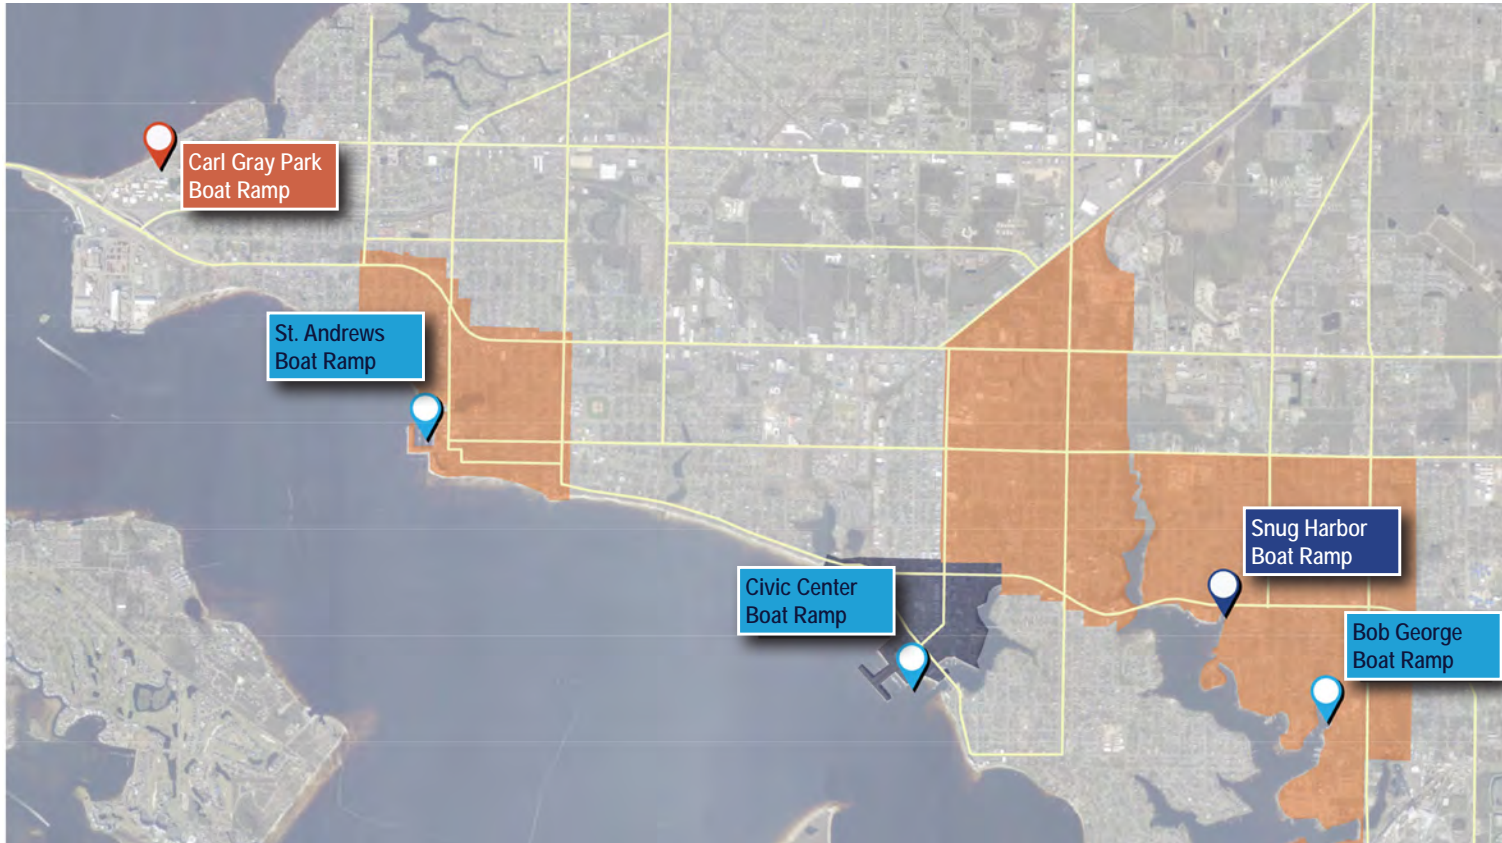 Carl Gray Park
Boat Ramp
St. Andrews
Boat Ramp
Snug Harbor
Boat Ramp
Civic Center
Boat Ramp
Bob George
Boat Ramp